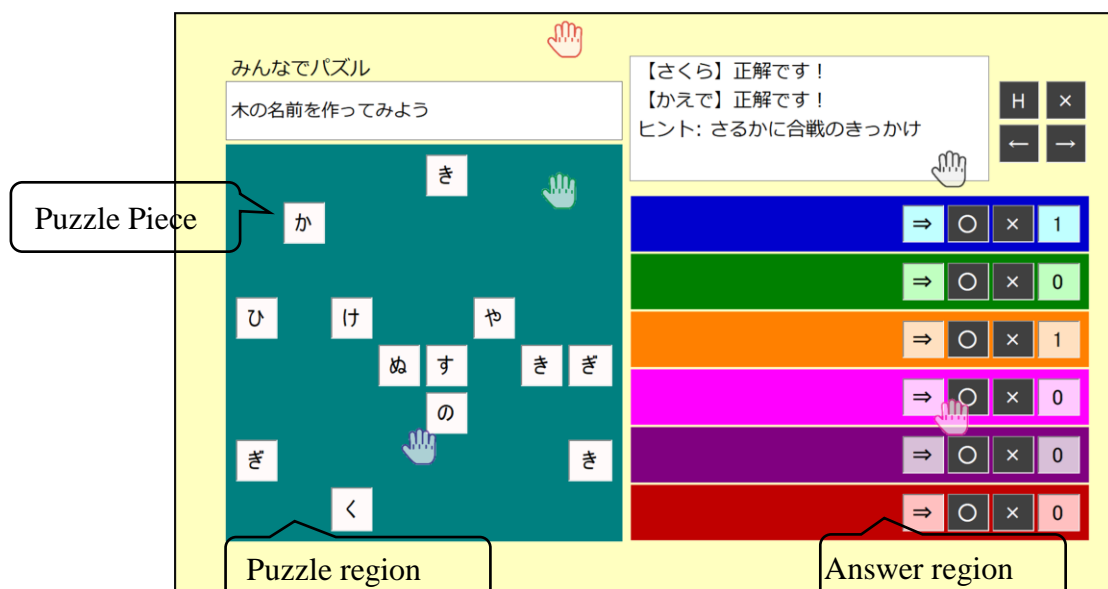 みんなでパズル
木の名前を作ってみよう
【さくら】正解です！
【かえで】正解です！
ヒント: さるかに合戦のきっかけ
H ×
← →
き
か
ひ け や
ぬ す き ぎ
の
ぎ き
く
⇒ ○ × 1
⇒ ○ × 0
⇒ ○ × 1
⇒ ○ × 0
⇒ ○ × 0
⇒ ○ × 0
Puzzle Piece
Puzzle region
Answer region